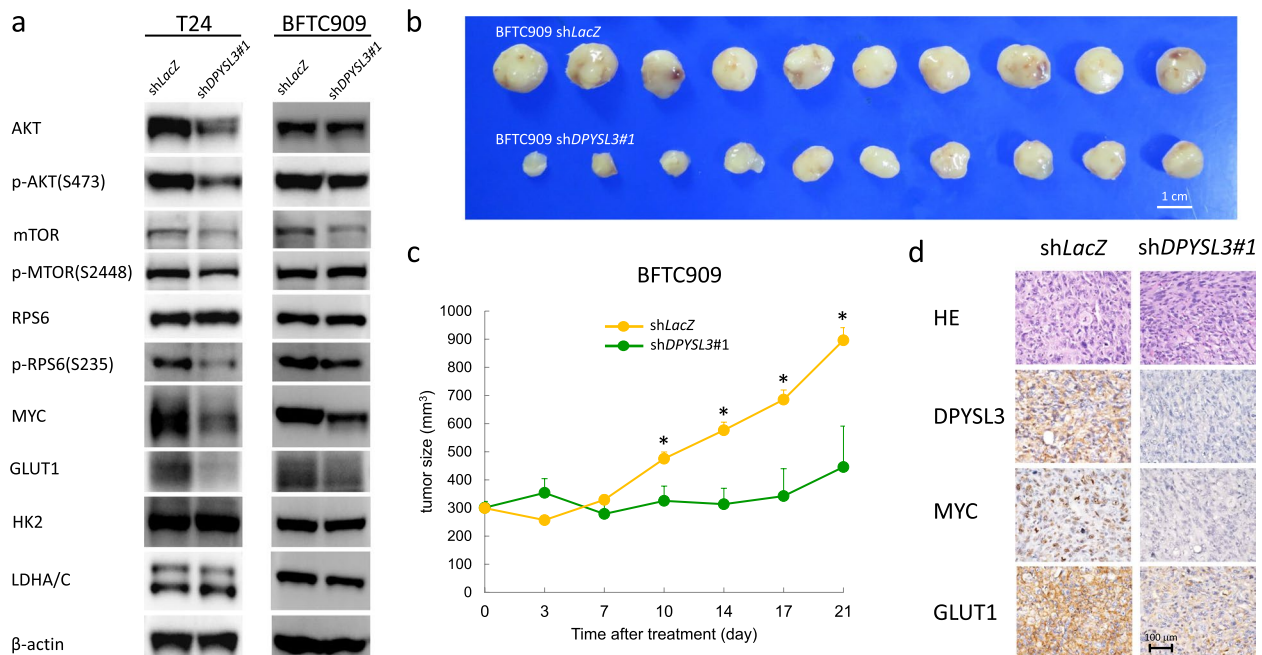 a
T24
BFTC909
shLacZ
shDPYSL3#1
shLacZ
shDPYSL3#1
AKT
p-AKT(S473)
mTOR
p-MTOR(S2448)
RPS6
p-RPS6(S235)
MYC
GLUT1
HK2
LDHA/C
β-actin
b
BFTC909 shLacZ
BFTC909 shDPYSL3#1
1 cm
c
BFTC909
1000
900
800
700
600
500
400
300
200
100
0
tumor size (mm³)
shLacZ
shDPYSL3#1
*
*
*
*
*
0 3 7 10 14 17 21
Time after treatment (day)
d
shLacZ
shDPYSL3#1
HE
DPYSL3
MYC
GLUT1
100 µm